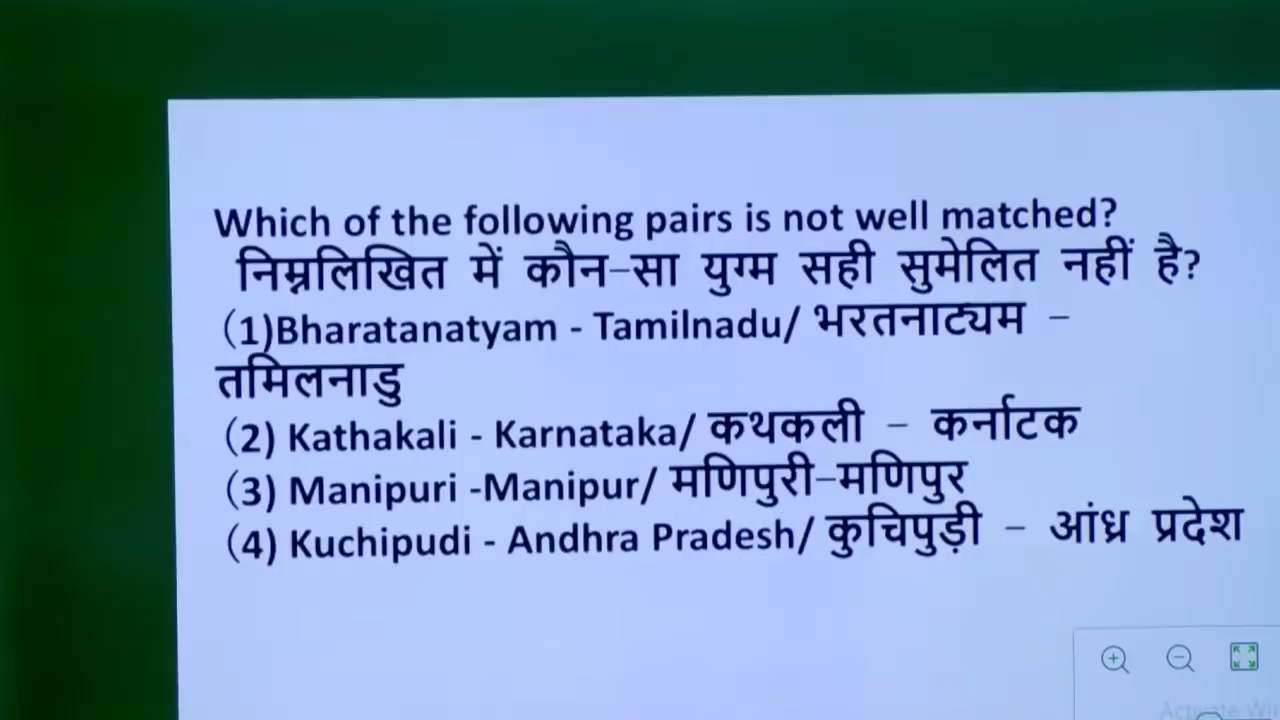 Which of the following pairs is not well matched?
निम्नलिखित में कौन–सा युग्म सही सुमेलित नहीं है?
(1)Bharatanatyam - Tamilnadu/ भरतनाट्यम –
तमिलनाडु
(2) Kathakali - Karnataka/ कथकली – कर्नाटक
(3) Manipuri -Manipur/ मणिपुरी–मणिपुर
(4) Kuchipudi - Andhra Pradesh/ कुचिपुड़ी – आंध्र प्रदेश
Activate